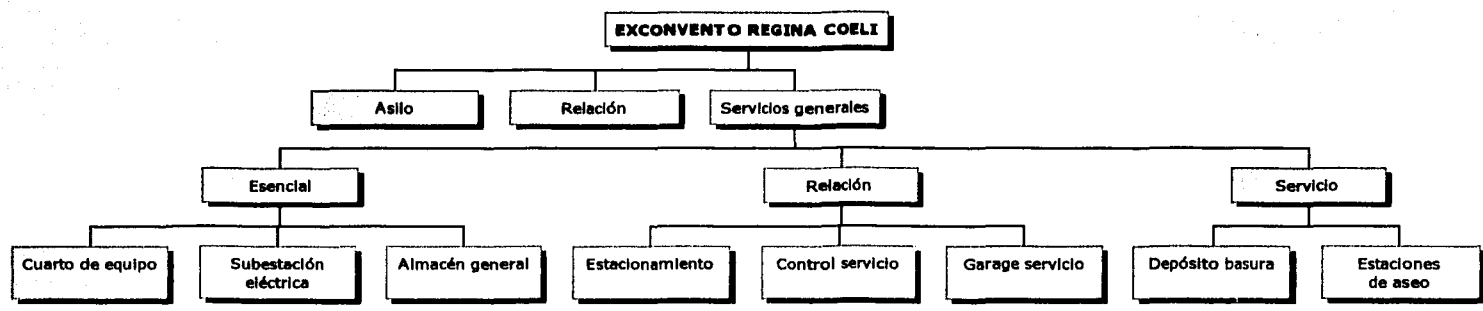 EXCONVENTO REGINA COELI
Asilo
Relación
Servicios generales
Esencial
Relación
Servicio
Cuarto de equipo
Subestación
eléctrica
Almacén general
Estacionamiento
Control servicio
Garage servicio
Depósito basura
Estaciones
de aseo